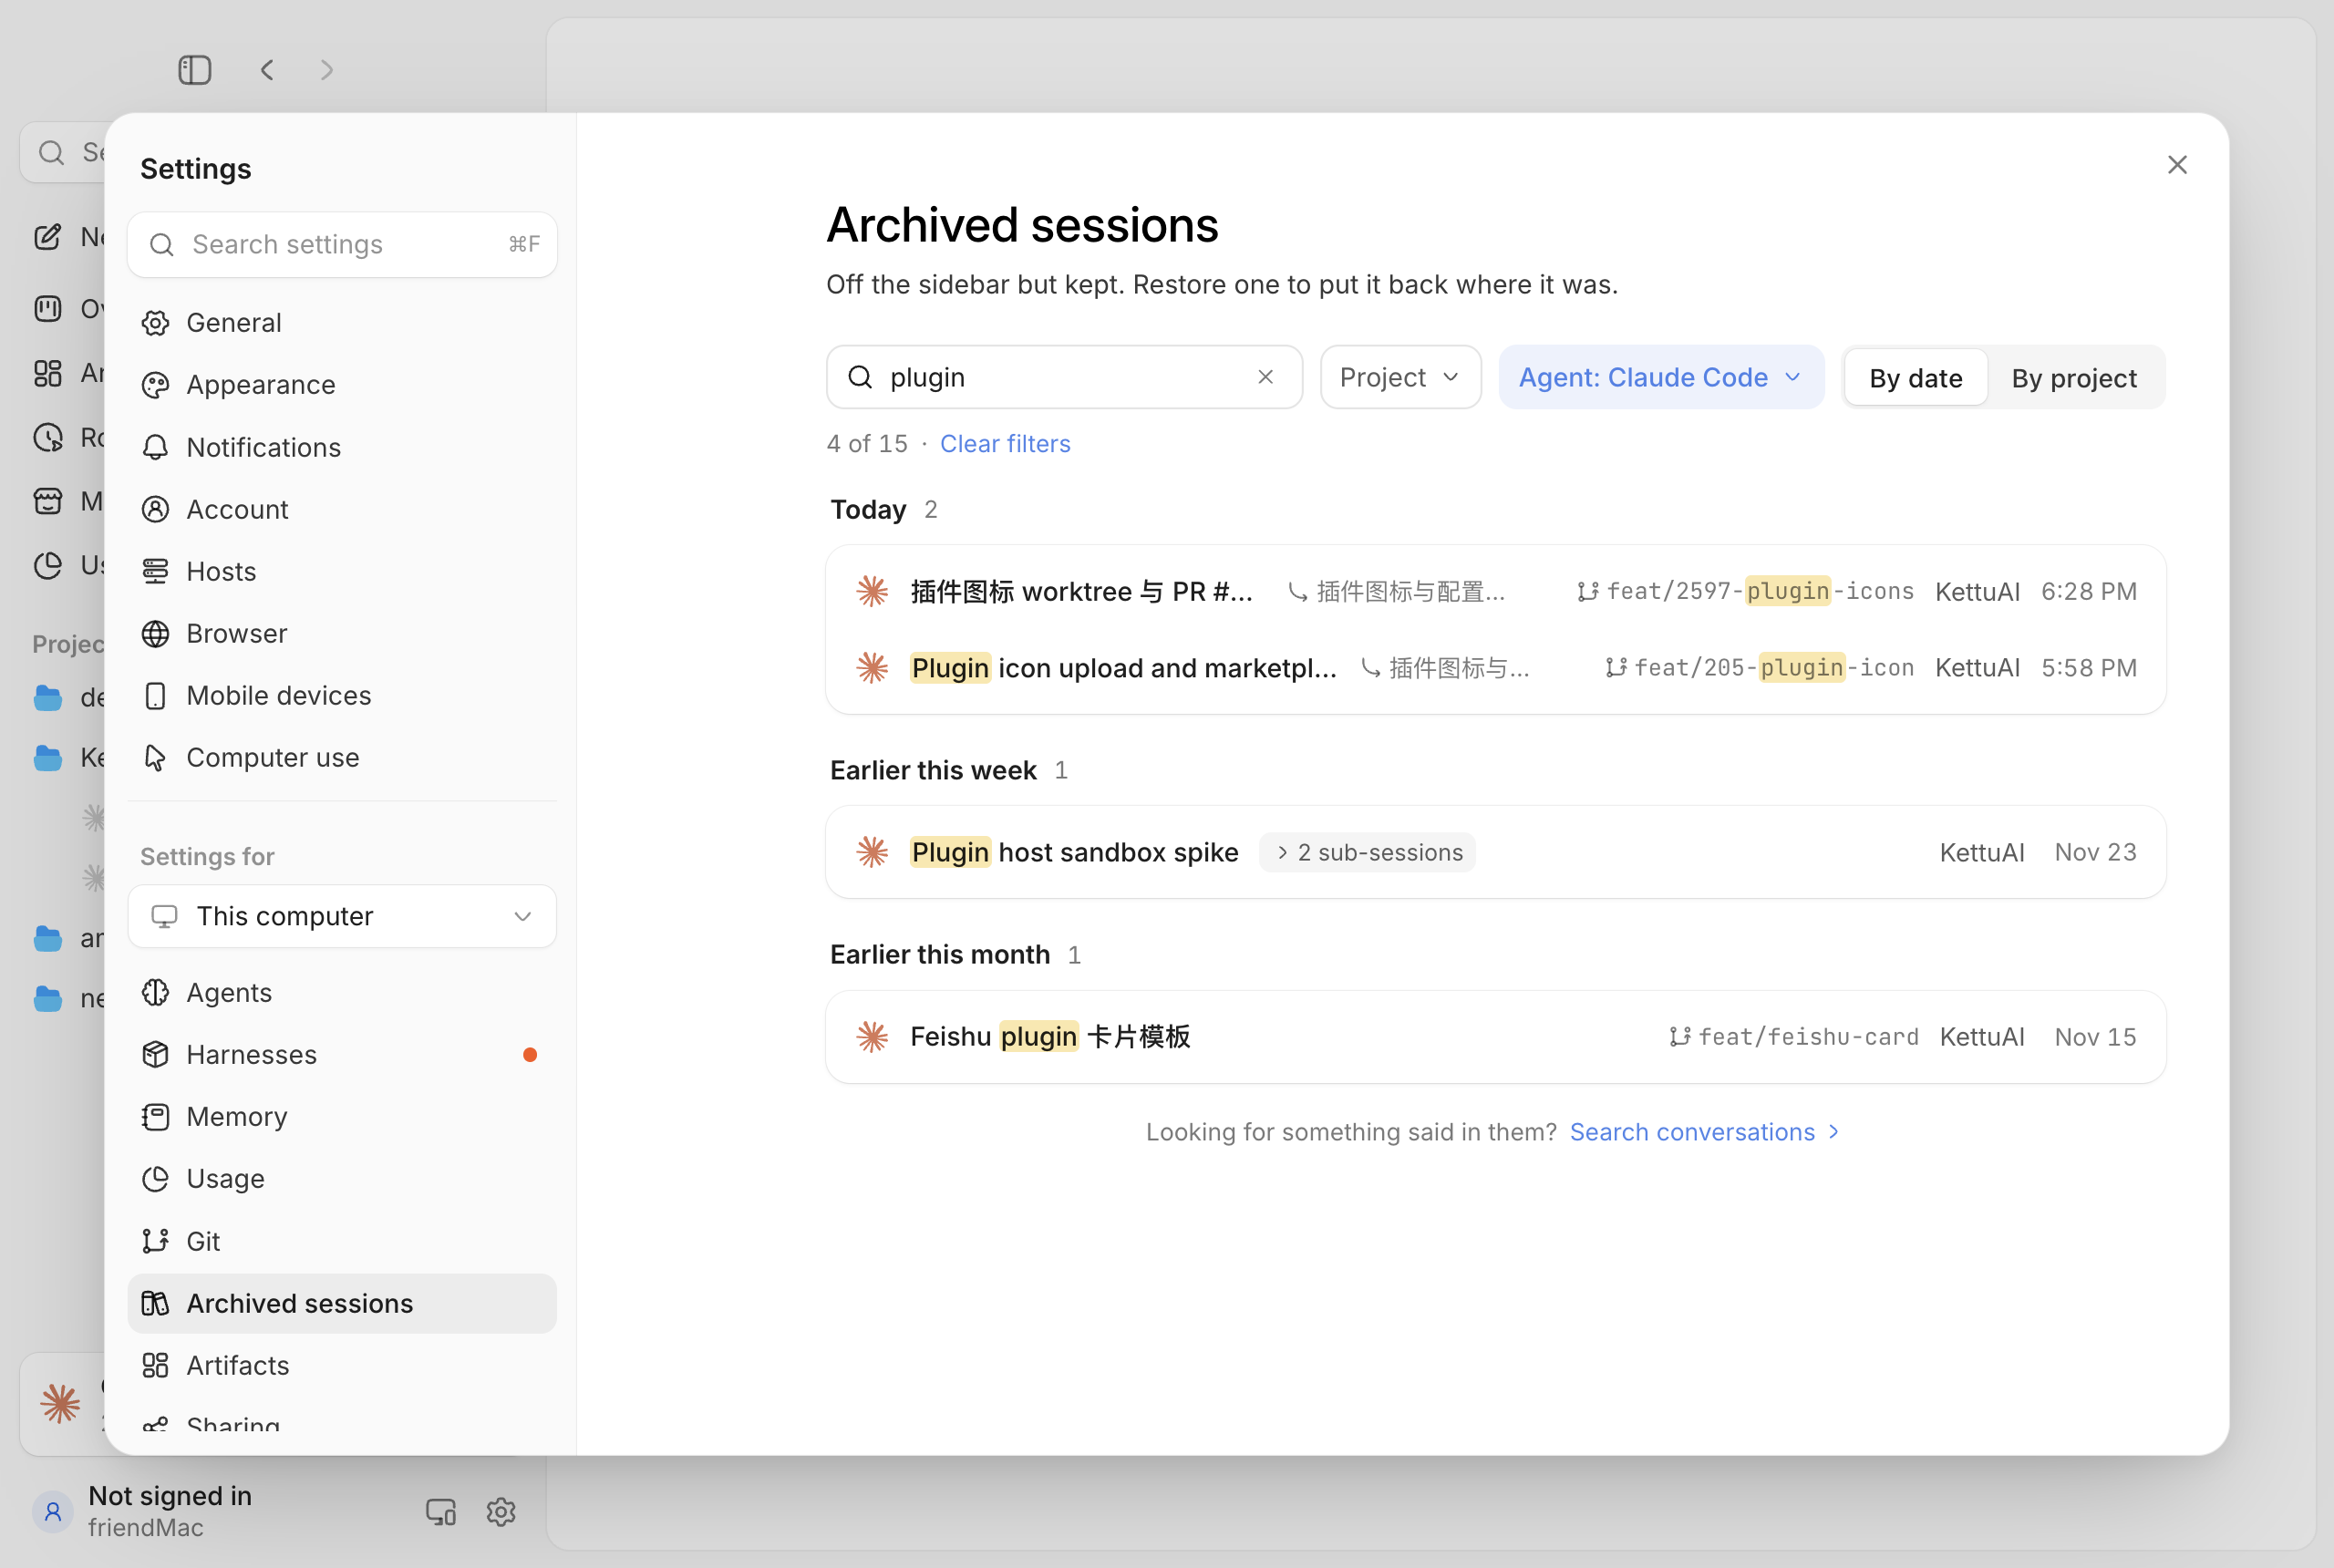 Settings
Search settings ⌘F
General
Appearance
Notifications
Account
Hosts
Browser
Mobile devices
Computer use
Settings for
This computer
Agents
Harnesses
Memory
Usage
Git
Archived sessions
Artifacts
Sharing
Archived sessions
Off the sidebar but kept. Restore one to put it back where it was.
plugin Project Agent: Claude Code By date By project
4 of 15 · Clear filters
Today 2
插件图标 worktree 与 PR #... 插件图标与配置... feat/2597-plugin-icons KettuAI 6:28 PM
Plugin icon upload and marketpl... 插件图标与... feat/205-plugin-icon KettuAI 5:58 PM
Earlier this week 1
Plugin host sandbox spike 2 sub-sessions KettuAI Nov 23
Earlier this month 1
Feishu plugin 卡片模板 feat/feishu-card KettuAI Nov 15
Looking for something said in them? Search conversations
Not signed in
friendMac